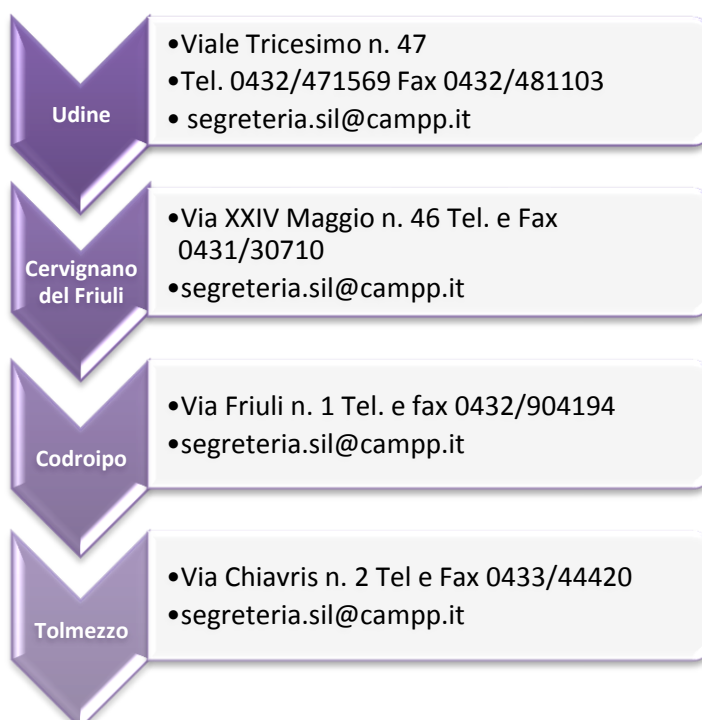 Udine
•Viale Tricesimo n. 47
•Tel. 0432/471569 Fax 0432/481103
• segreteria.sil@campp.it
Cervignano
del Friuli
•Via XXIV Maggio n. 46 Tel. e Fax
0431/30710
•segreteria.sil@campp.it
Codroipo
•Via Friuli n. 1 Tel. e fax 0432/904194
•segreteria.sil@campp.it
Tolmezzo
•Via Chiavris n. 2 Tel e Fax 0433/44420
•segreteria.sil@campp.it